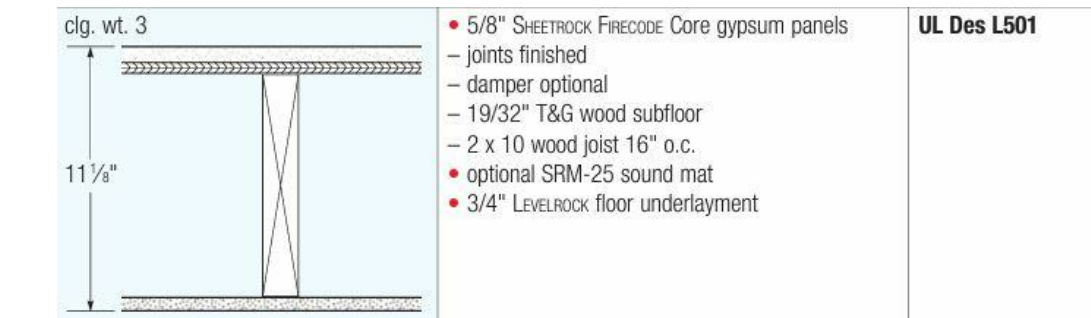 clg. wt. 3
11⅛"
• 5/8" SHEETROCK FIRECODE Core gypsum panels
– joints finished
– damper optional
– 19/32" T&G wood subfloor
– 2 x 10 wood joist 16" o.c.
• optional SRM-25 sound mat
• 3/4" LEVELROCK floor underlayment
UL Des L501